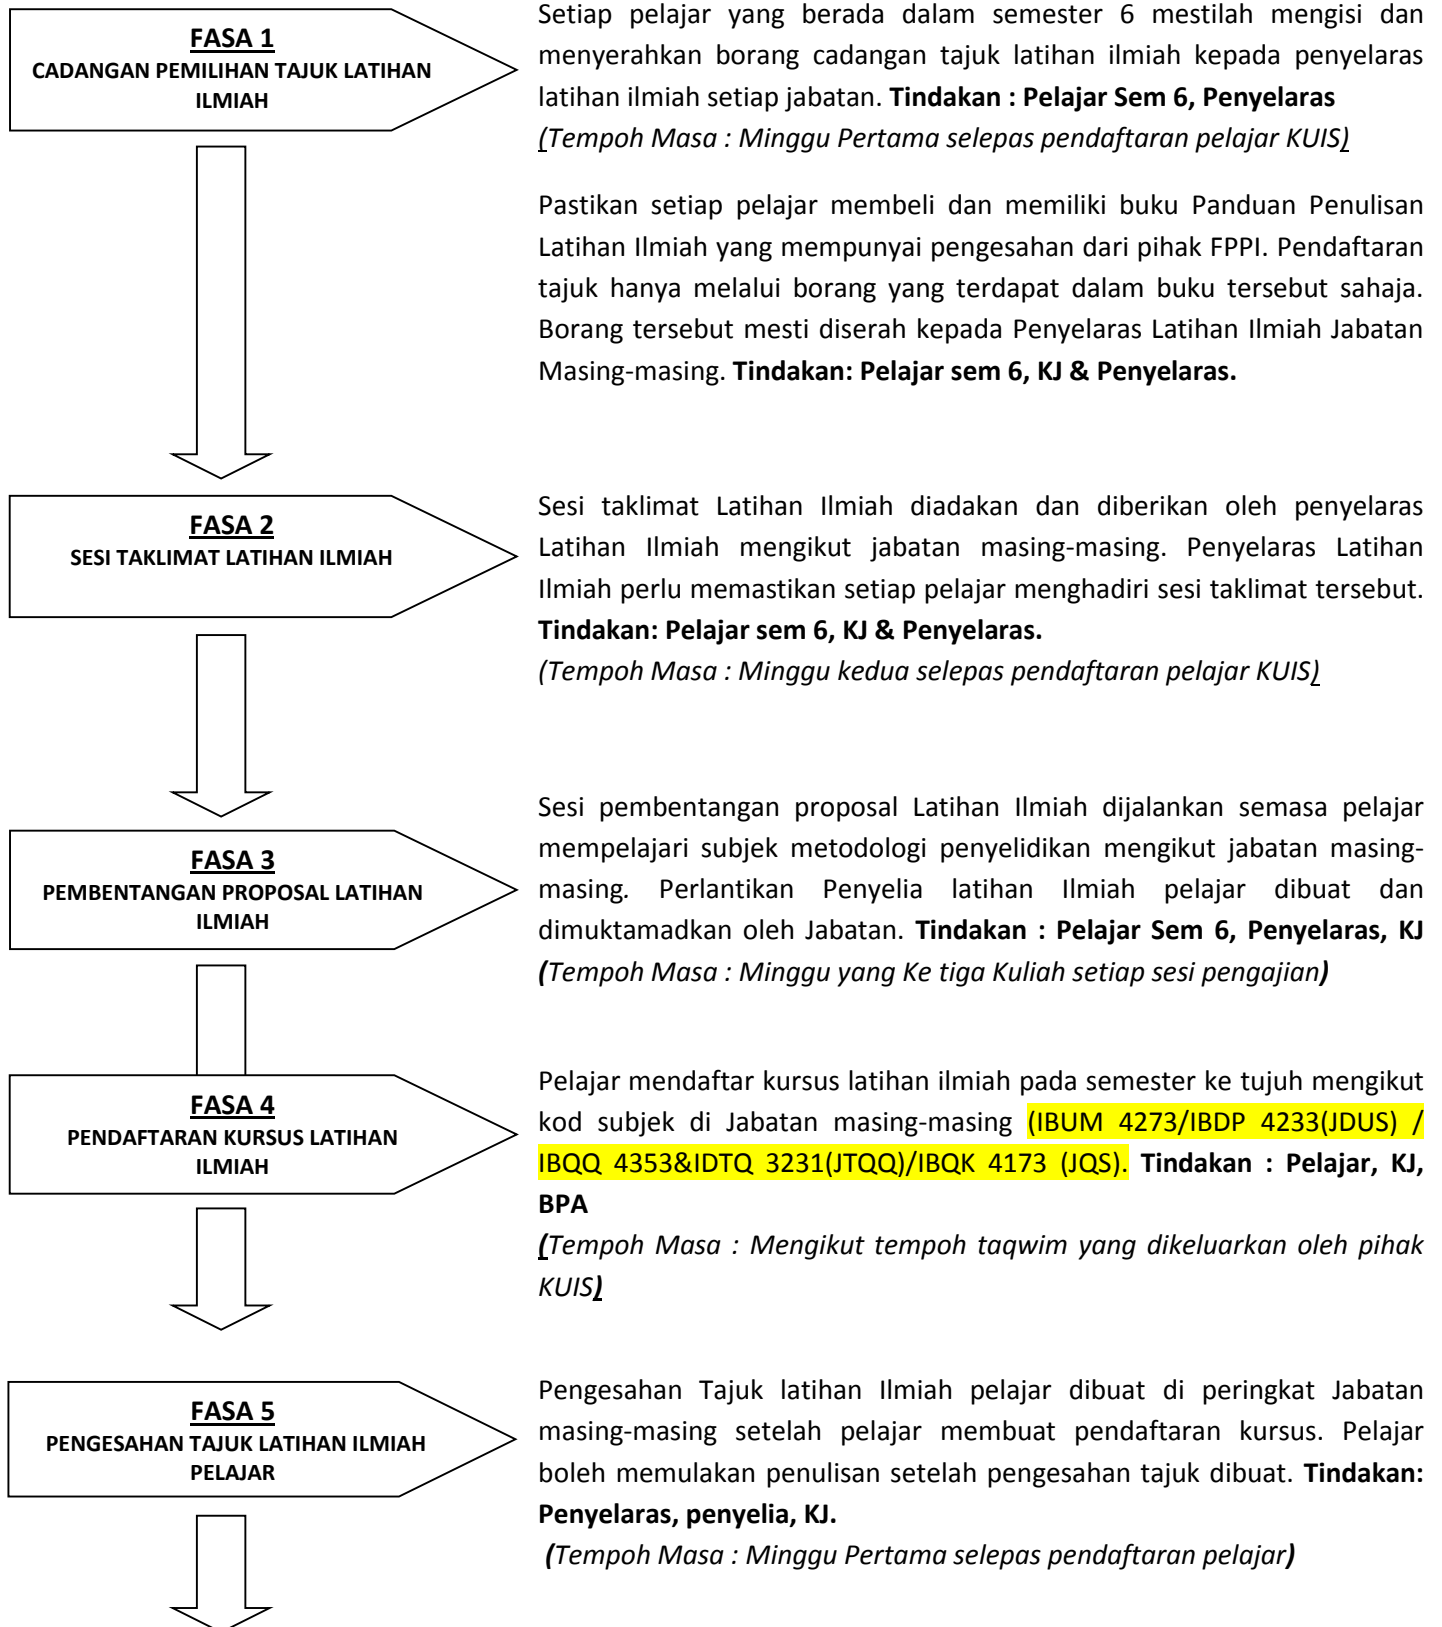 FASA 1
CADANGAN PEMILIHAN TAJUK LATIHAN
ILMIAH
Setiap pelajar yang berada dalam semester 6 mestilah mengisi dan
menyerahkan borang cadangan tajuk latihan ilmiah kepada penyelaras
latihan ilmiah setiap jabatan. Tindakan : Pelajar Sem 6, Penyelaras
(Tempoh Masa : Minggu Pertama selepas pendaftaran pelajar KUIS)
Pastikan setiap pelajar membeli dan memiliki buku Panduan Penulisan
Latihan Ilmiah yang mempunyai pengesahan dari pihak FPPI. Pendaftaran
tajuk hanya melalui borang yang terdapat dalam buku tersebut sahaja.
Borang tersebut mesti diserah kepada Penyelaras Latihan Ilmiah Jabatan
Masing-masing. Tindakan: Pelajar sem 6, KJ & Penyelaras.
FASA 2
SESI TAKLIMAT LATIHAN ILMIAH
Sesi taklimat Latihan Ilmiah diadakan dan diberikan oleh penyelaras
Latihan Ilmiah mengikut jabatan masing-masing. Penyelaras Latihan
Ilmiah perlu memastikan setiap pelajar menghadiri sesi taklimat tersebut.
Tindakan: Pelajar sem 6, KJ & Penyelaras.
(Tempoh Masa : Minggu kedua selepas pendaftaran pelajar KUIS)
FASA 3
PEMBENTANGAN PROPOSAL LATIHAN
ILMIAH
Sesi pembentangan proposal Latihan Ilmiah dijalankan semasa pelajar
mempelajari subjek metodologi penyelidikan mengikut jabatan masing-
masing. Perlantikan Penyelia latihan Ilmiah pelajar dibuat dan
dimuktamadkan oleh Jabatan. Tindakan : Pelajar Sem 6, Penyelaras, KJ
(Tempoh Masa : Minggu yang Ke tiga Kuliah setiap sesi pengajian)
FASA 4
PENDAFTARAN KURSUS LATIHAN
ILMIAH
Pelajar mendaftar kursus latihan ilmiah pada semester ke tujuh mengikut
kod subjek di Jabatan masing-masing (IBUM 4273/IBDP 4233(JDUS) /
IBQQ 4353&IDTQ 3231(JTQQ)/IBQK 4173 (JQS). Tindakan : Pelajar, KJ,
BPA
(Tempoh Masa : Mengikut tempoh taqwim yang dikeluarkan oleh pihak
KUIS)
FASA 5
PENGESAHAN TAJUK LATIHAN ILMIAH
PELAJAR
Pengesahan Tajuk latihan Ilmiah pelajar dibuat di peringkat Jabatan
masing-masing setelah pelajar membuat pendaftaran kursus. Pelajar
boleh memulakan penulisan setelah pengesahan tajuk dibuat. Tindakan:
Penyelaras, penyelia, KJ.
(Tempoh Masa : Minggu Pertama selepas pendaftaran pelajar)